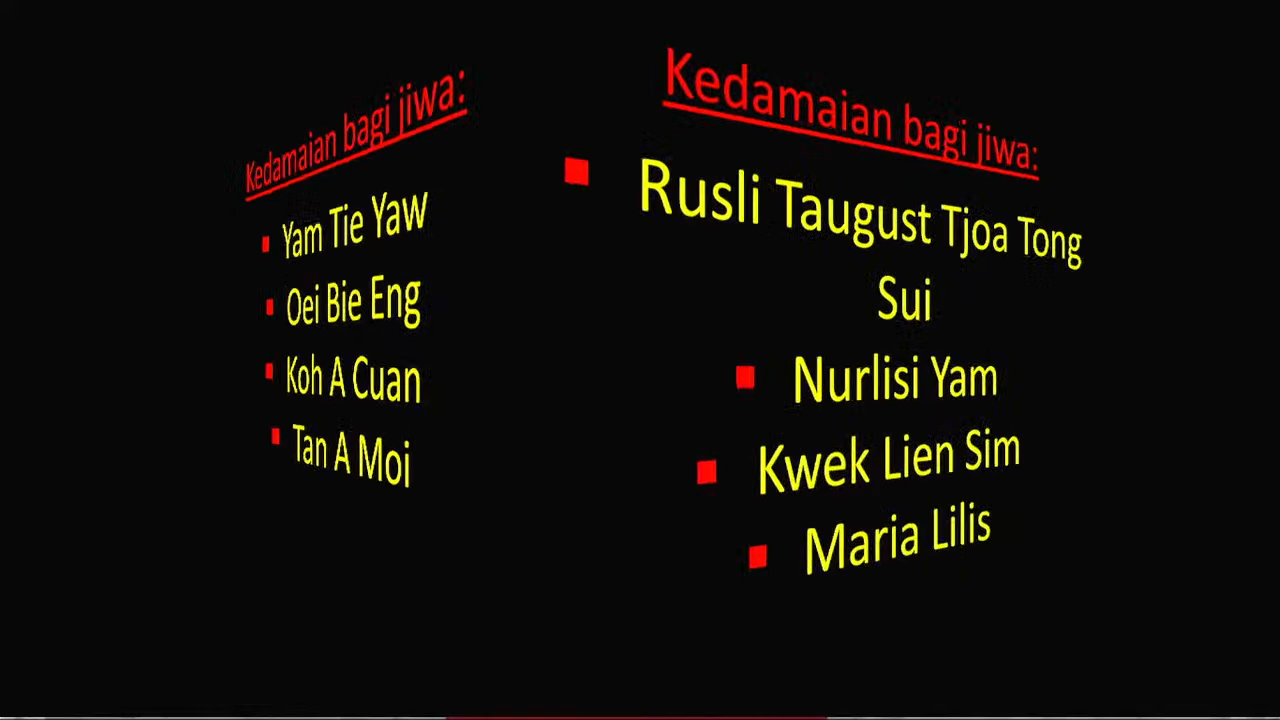 Kedamaian bagi jiwa:
Yam Tie Yaw
Oei Bie Eng
Koh A Cuan
Tan A Moi
Kedamaian bagi jiwa:
Rusli Taugust Tjoa Tong
Sui
Nurlisi Yam
Kwek Lien Sim
Maria Lilis